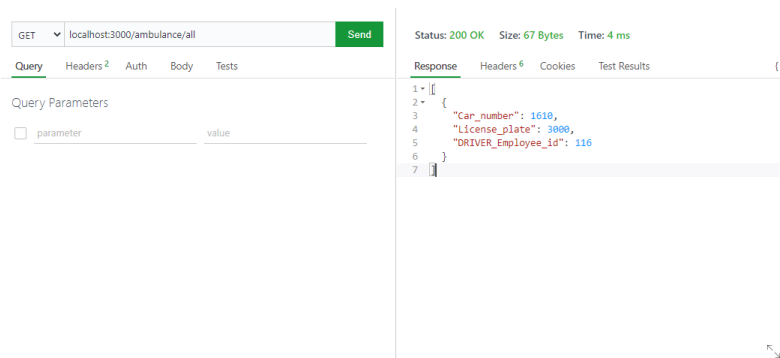 GET localhost:3000/ambulance/all Send
Query Headers 2 Auth Body Tests
Query Parameters
parameter value
Status: 200 OK Size: 67 Bytes Time: 4 ms
Response Headers 6 Cookies Test Results {
1 [
2 {
3 "Car_number": 1610,
4 "License_plate": 3000,
5 "DRIVER_Employee_id": 116
6 }
7 ]